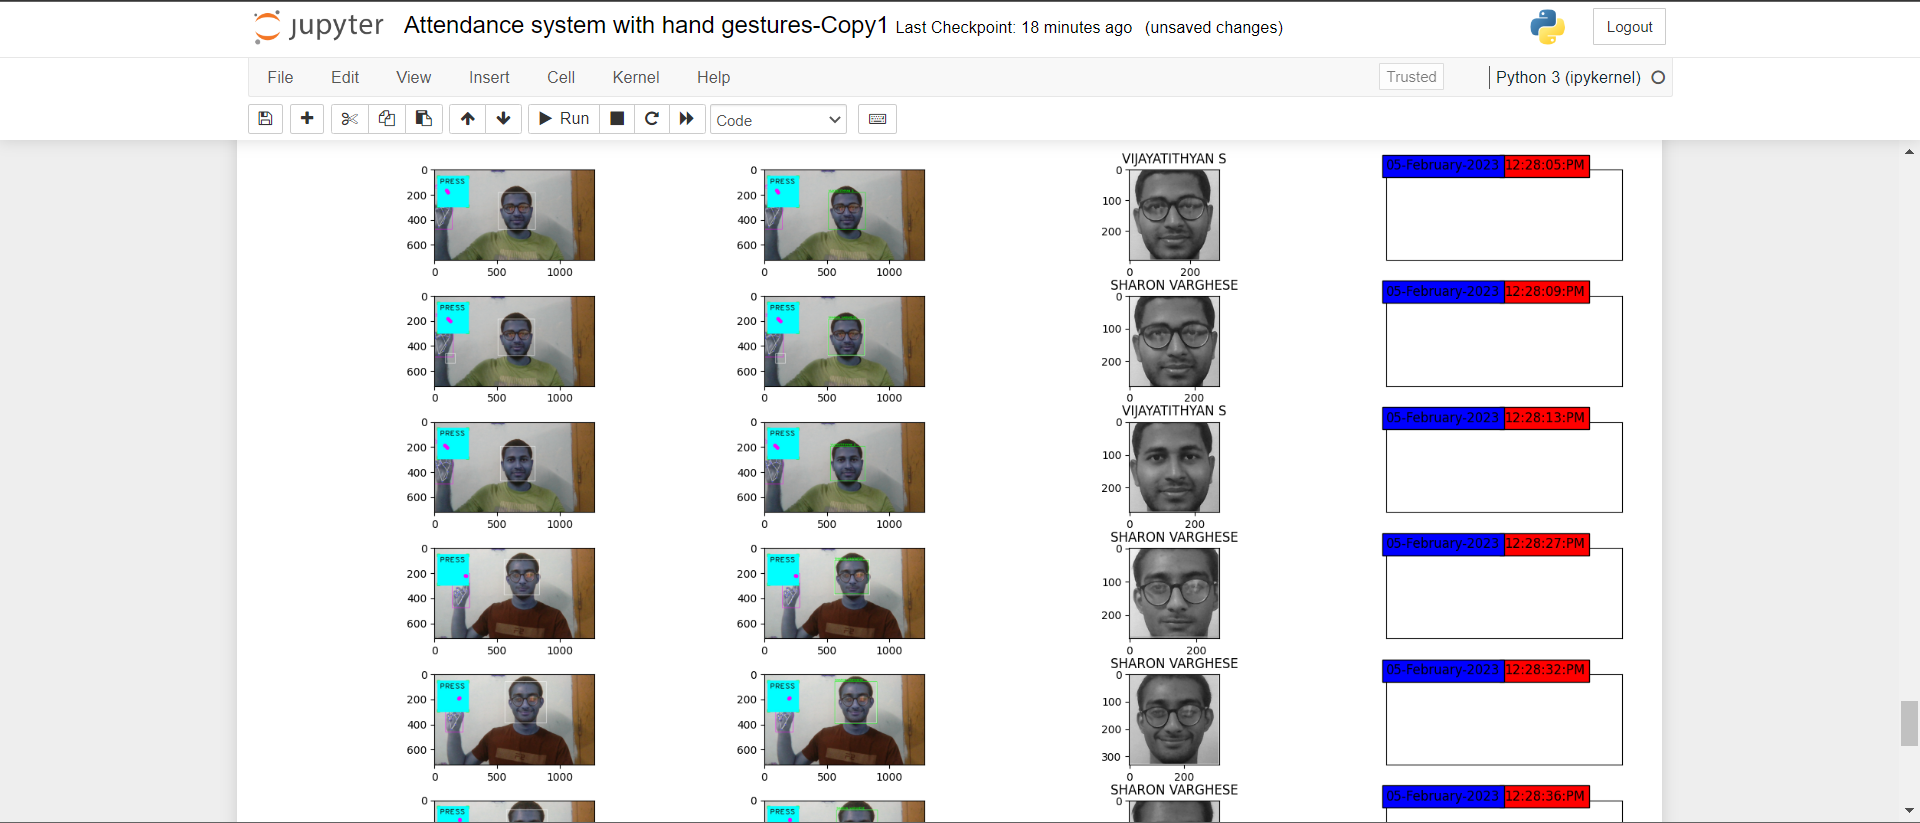 jupyter Attendance system with hand gestures-Copy1 Last Checkpoint: 18 minutes ago (unsaved changes) Logout
File Edit View Insert Cell Kernel Help Trusted Python 3 (ipykernel)
Run Code
VIJAYATITHYAN S 05-February-2023 12:28:05:PM
0 PRESS 0 PRESS 0
200 200 100
400 400 200
600 600
0 500 1000 0 500 1000 0 200
SHARON VARGHESE 05-February-2023 12:28:09:PM
0 PRESS 0 PRESS 0
200 200 100
400 400 200
600 600
0 500 1000 0 500 1000 0 200
VIJAYATITHYAN S 05-February-2023 12:28:13:PM
0 PRESS 0 PRESS 0
200 200 100
400 400 200
600 600
0 500 1000 0 500 1000 0 200
SHARON VARGHESE 05-February-2023 12:28:27:PM
0 PRESS 0 PRESS 0
200 200 100
400 400 200
600 600
0 500 1000 0 500 1000 0 200
SHARON VARGHESE 05-February-2023 12:28:32:PM
0 PRESS 0 PRESS 0
200 200 100
400 400 200
600 600 300
0 500 1000 0 500 1000 0 200
SHARON VARGHESE 05-February-2023 12:28:36:PM
0 PRESS 0 PRESS 0